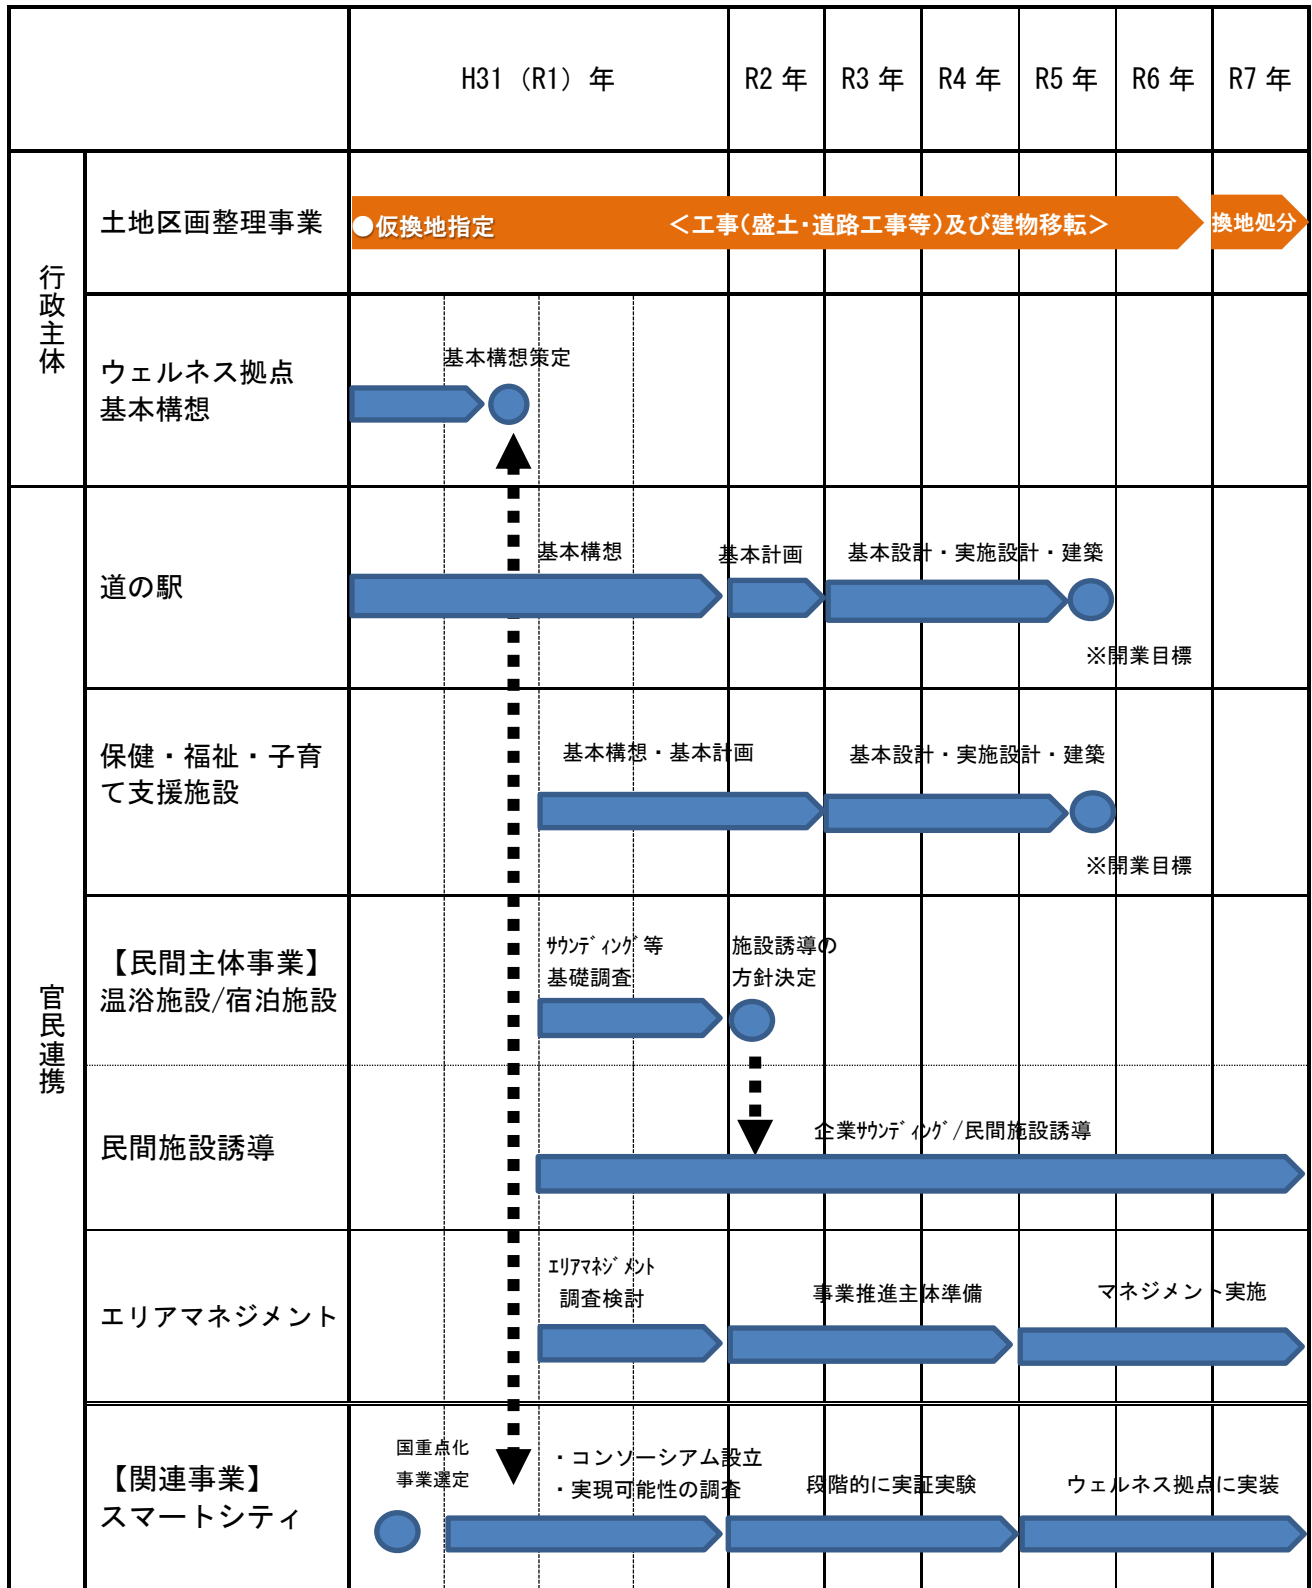 H31（R1）年
R2 年
R3 年
R4 年
R5 年
R6 年
R7 年
行政主体
土地区画整理事業
●仮換地指定
＜工事(盛土・道路工事等)及び建物移転＞
換地処分
ウェルネス拠点
基本構想
基本構想策定
官民連携
道の駅
基本構想
基本計画
基本設計・実施設計・建築
※開業目標
保健・福祉・子育
て支援施設
基本構想・基本計画
基本設計・実施設計・建築
※開業目標
【民間主体事業】
温浴施設/宿泊施設
ｻｳﾝﾃﾞｨﾝｸﾞ等
基礎調査
施設誘導の
方針決定
民間施設誘導
企業ｻｳﾝﾃﾞｨﾝｸﾞ/民間施設誘導
エリアマネジメント
ｴﾘｱﾏﾈｼﾞﾒﾝﾄ
調査検討
事業推進主体準備
マネジメント実施
【関連事業】
スマートシティ
国重点化
事業選定
・コンソーシアム設立
・実現可能性の調査
段階的に実証実験
ウェルネス拠点に実装